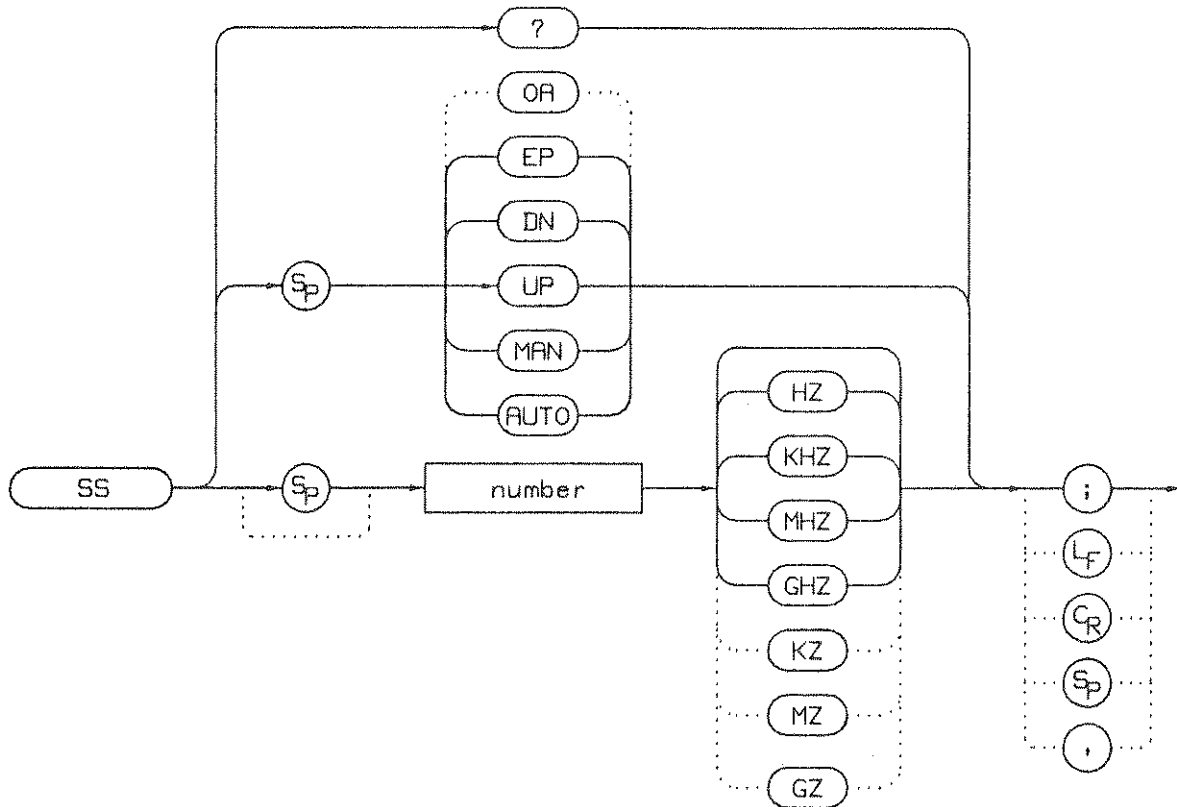 ?
OA
EP
DN
SP
UP
MAN
HZ
AUTO
KHZ
SS
SP
number
;
MHZ
LF
GHZ
CR
KZ
SP
MZ
,
GZ